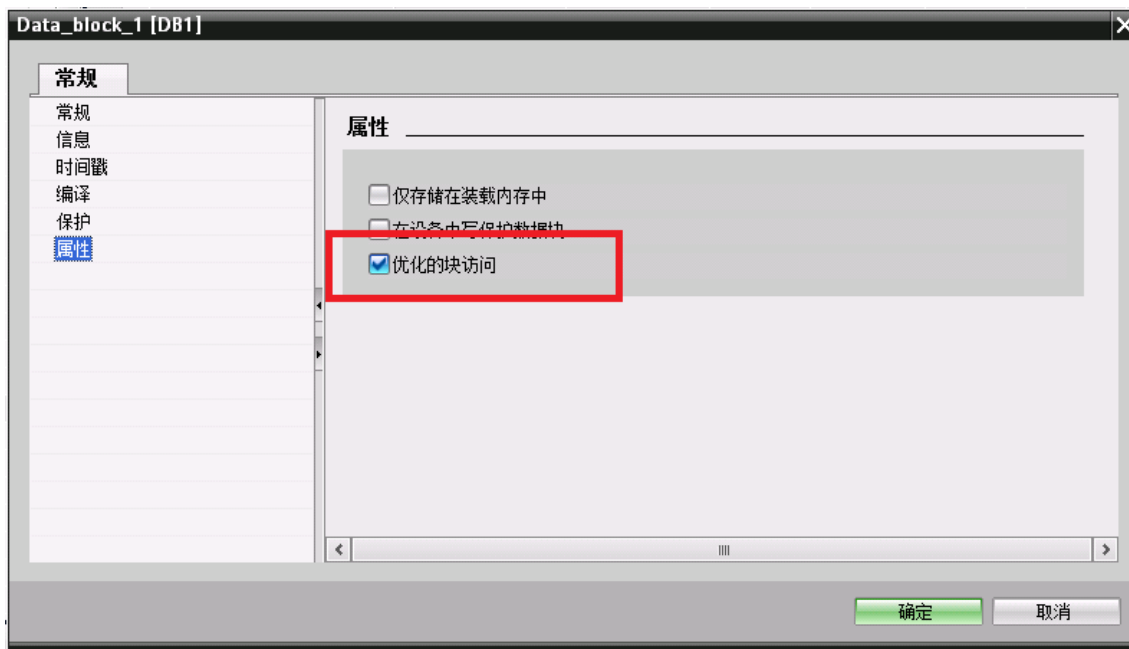 Data_block_1 [DB1]
常规
常规
信息
时间戳
编译
保护
属性
属性
仅存储在装载内存中
在设备中写保护数据块
优化的块访问
确定
取消